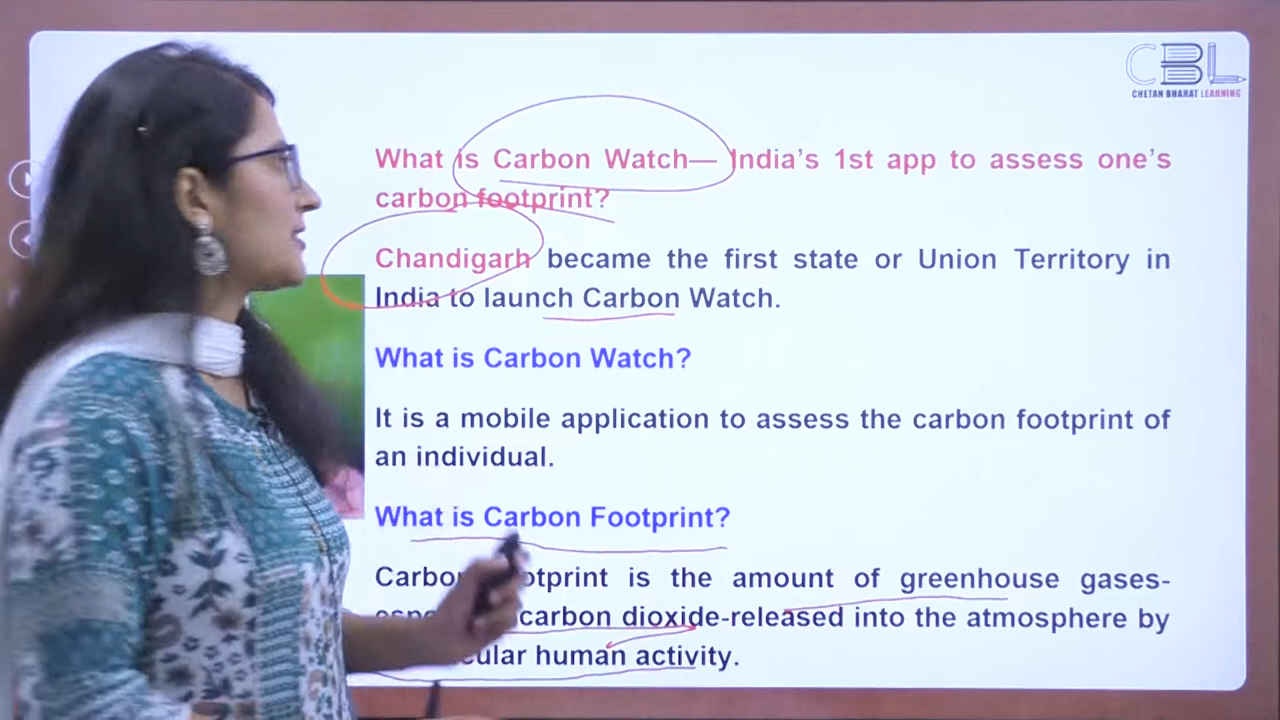 CBL
CHETAN BHARAT LEARNING
What is Carbon Watch— India's 1st app to assess one's
carbon footprint?
Chandigarh became the first state or Union Territory in
India to launch Carbon Watch.
What is Carbon Watch?
It is a mobile application to assess the carbon footprint of
an individual.
What is Carbon Footprint?
is the amount of greenhouse gases-
carbon dioxide-released into the atmosphere by
human activity.